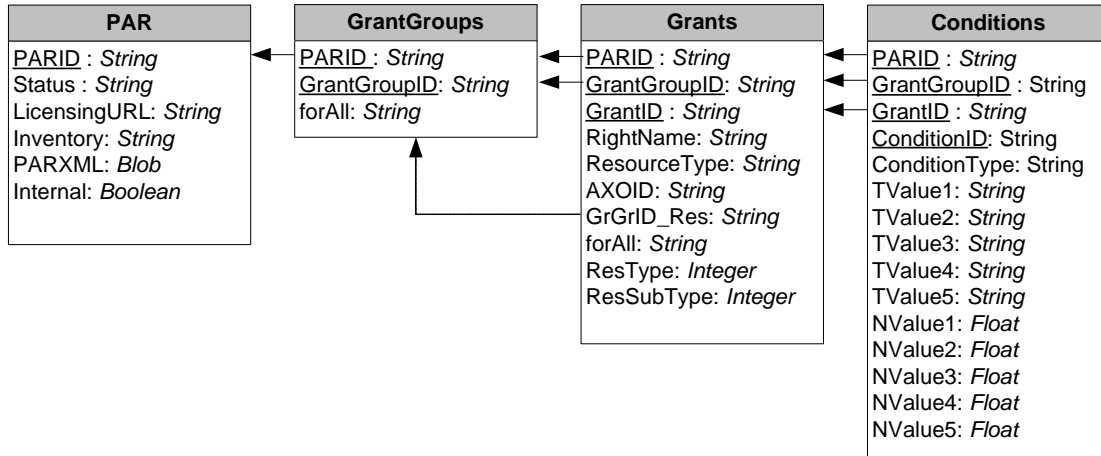 PAR
PARID : String
Status : String
LicensingURL: String
Inventory: String
PARXML: Blob
Internal: Boolean
GrantGroups
PARID : String
GrantGroupID: String
forAll: String
Grants
PARID : String
GrantGroupID: String
GrantID : String
RightName: String
ResourceType: String
AXOID: String
GrGrID_Res: String
forAll: String
ResType: Integer
ResSubType: Integer
Conditions
PARID : String
GrantGroupID : String
GrantID : String
ConditionID: String
ConditionType: String
TValue1: String
TValue2: String
TValue3: String
TValue4: String
TValue5: String
NValue1: Float
NValue2: Float
NValue3: Float
NValue4: Float
NValue5: Float